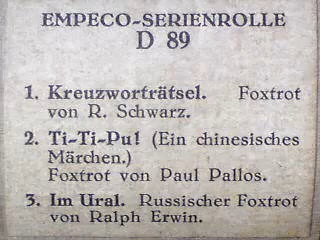 EMPECO-SERIENROLLE
D 89
1. Kreuzworträtsel. Foxtrot
von R. Schwarz.
2. Ti-Ti-Pu! (Ein chinesisches
Märchen.)
Foxtrot von Paul Pallos.
3. Im Ural. Russischer Foxtrot
von Ralph Erwin.